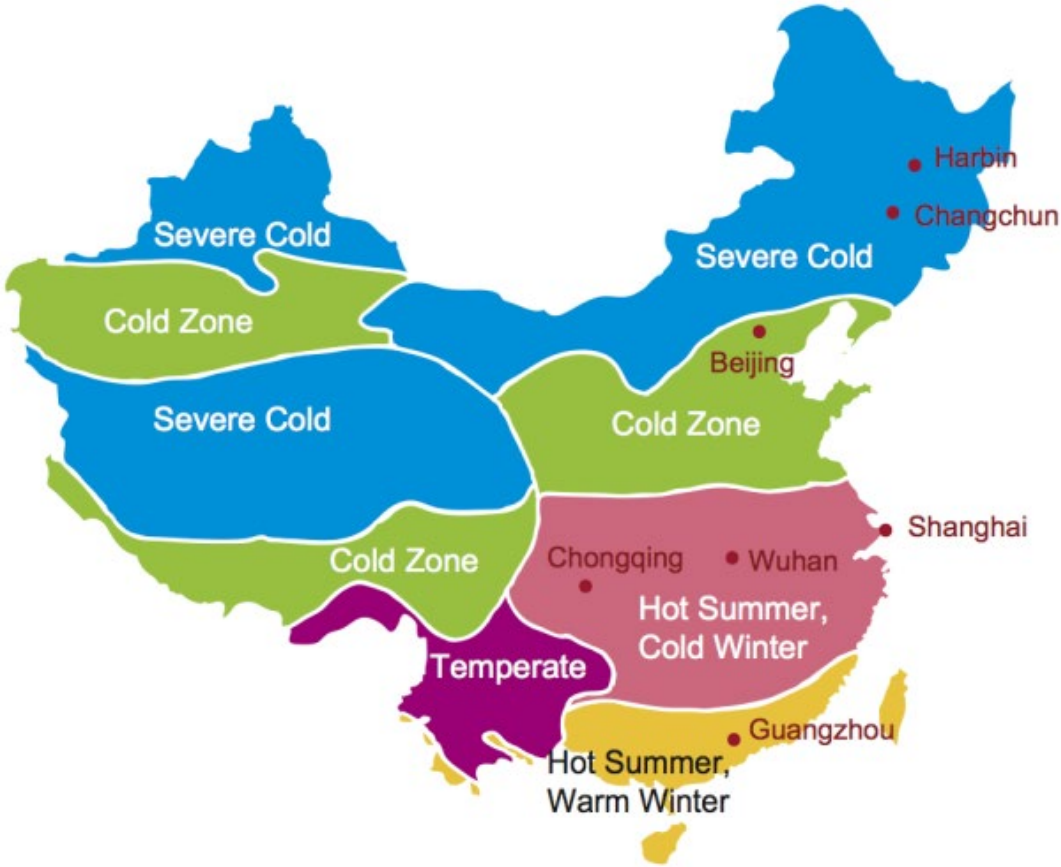 Harbin
Changchun
Severe Cold
Severe Cold
Cold Zone
Beijing
Severe Cold
Cold Zone
Shanghai
Chongqing
Wuhan
Cold Zone
Hot Summer,
Cold Winter
Temperate
Guangzhou
Hot Summer,
Warm Winter